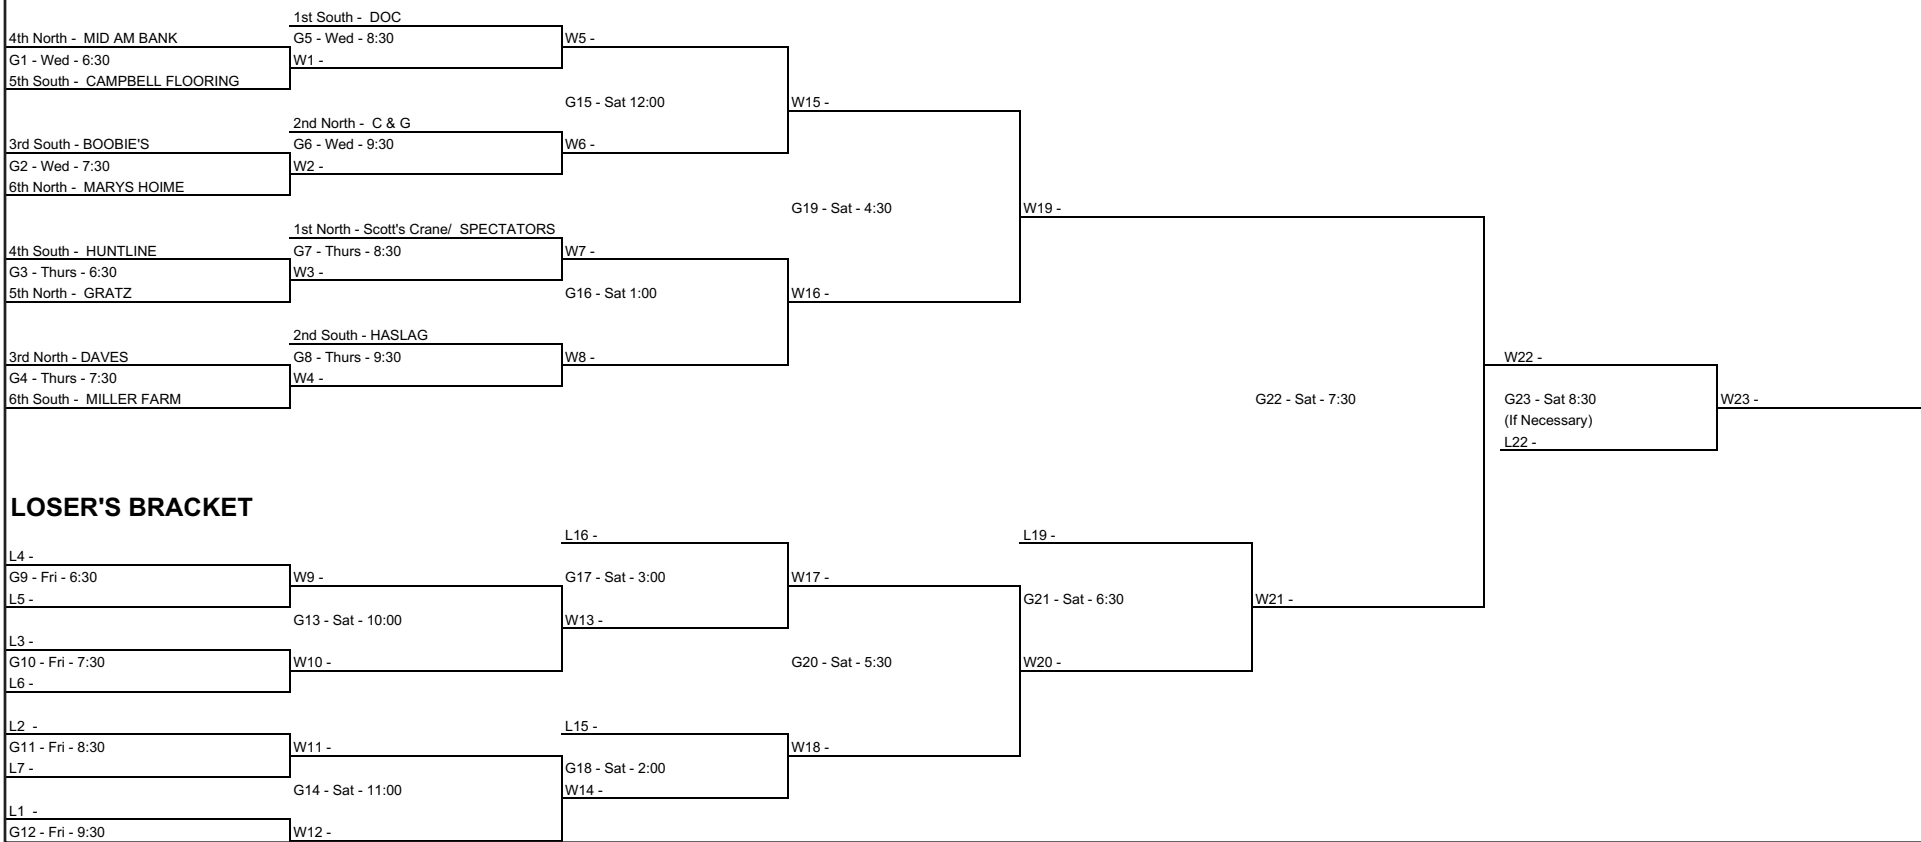 1st South - DOC
4th North - MID AM BANK
G5 - Wed - 8:30
W5 -
G1 - Wed - 6:30
W1 -
5th South - CAMPBELL FLOORING
G15 - Sat 12:00
W15 -
2nd North - C & G
3rd South - BOOBIE'S
G6 - Wed - 9:30
W6 -
G2 - Wed - 7:30
W2 -
6th North - MARYS HOIME
G19 - Sat - 4:30
W19 -
1st North - Scott's Crane/ SPECTATORS
4th South - HUNTLINE
G7 - Thurs - 8:30
W7 -
G3 - Thurs - 6:30
W3 -
5th North - GRATZ
G16 - Sat 1:00
W16 -
2nd South - HASLAG
3rd North - DAVES
G8 - Thurs - 9:30
W8 -
W22 -
G4 - Thurs - 7:30
W4 -
6th South - MILLER FARM
G22 - Sat - 7:30
G23 - Sat 8:30
W23 -
(If Necessary)
L22 -
LOSER'S BRACKET
L16 -
L19 -
L4 -
G9 - Fri - 6:30
W9 -
G17 - Sat - 3:00
W17 -
L5 -
G21 - Sat - 6:30
W21 -
G13 - Sat - 10:00
W13 -
L3 -
G10 - Fri - 7:30
W10 -
G20 - Sat - 5:30
W20 -
L6 -
L2 -
L15 -
G11 - Fri - 8:30
W11 -
W18 -
L7 -
G18 - Sat - 2:00
G14 - Sat - 11:00
W14 -
L1 -
G12 - Fri - 9:30
W12 -